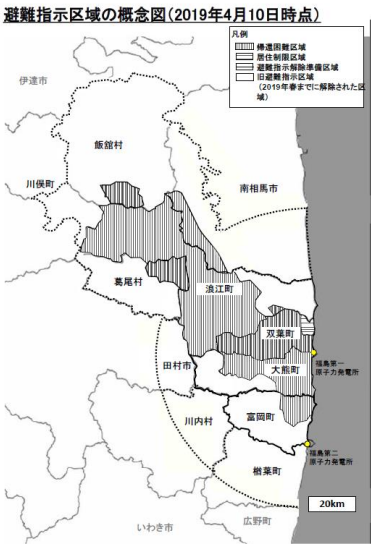 避難指示区域の概念図(2019年4月10日時点)
凡例
帰還困難区域
居住制限区域
避難指示解除準備区域
旧避難指示区域
(2019年春までに解除された区
域)
伊達市
飯舘村
川俣町
南相馬市
葛尾村
浪江町
双葉町
大熊町
福島第一
原子力発電所
田村市
川内村
富岡町
福島第二
原子力発電所
楢葉町
20km
広野町
いわき市